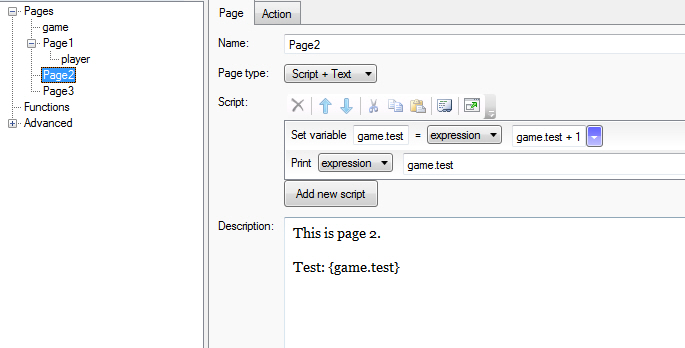 Pages
game
Page1
player
Page2
Page3
Functions
Advanced
Page Action
Name: Page2
Page type: Script + Text
Script:
Set variable game.test = expression game.test + 1
Print expression game.test
Add new script
Description: This is page 2.
Test: {game.test}